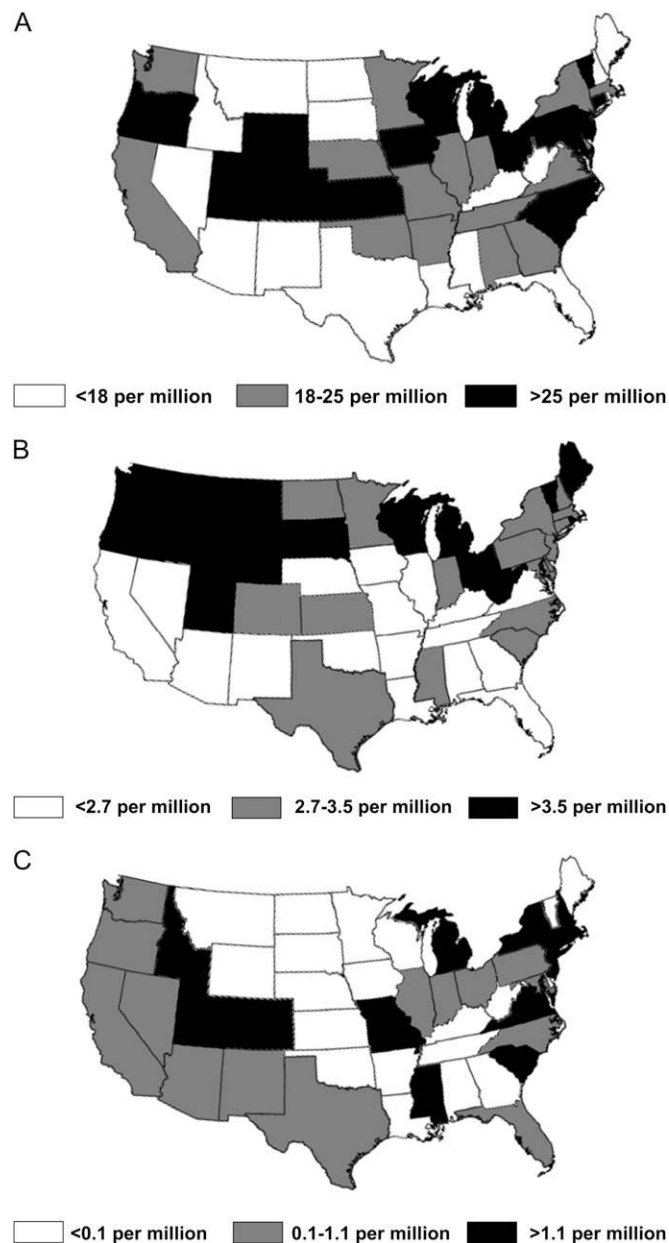 A
<18 per million 18-25 per million >25 per million
B
<2.7 per million 2.7-3.5 per million >3.5 per million
C
<0.1 per million 0.1-1.1 per million >1.1 per million